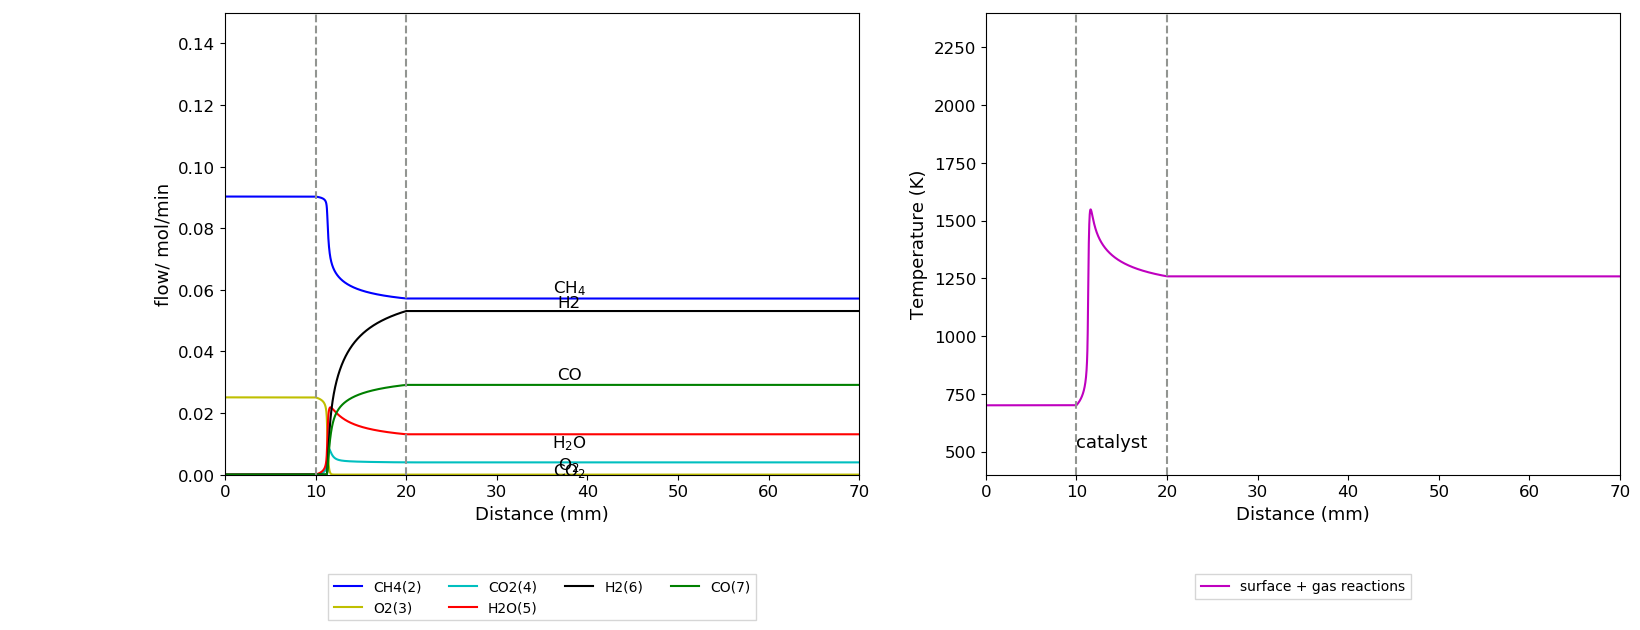 0.14
0.12
0.10
0.08
0.06
0.04
0.02
0.00
flow/ mol/min
CH₄
H2
CO
H₂O
O₂
CO₂
0 10 20 30 40 50 60 70
Distance (mm)
CH4(2) CO2(4) H2(6) CO(7)
O2(3) H2O(5)
2250
2000
1750
1500
1250
1000
750
500
Temperature (K)
catalyst
0 10 20 30 40 50 60 70
Distance (mm)
surface + gas reactions